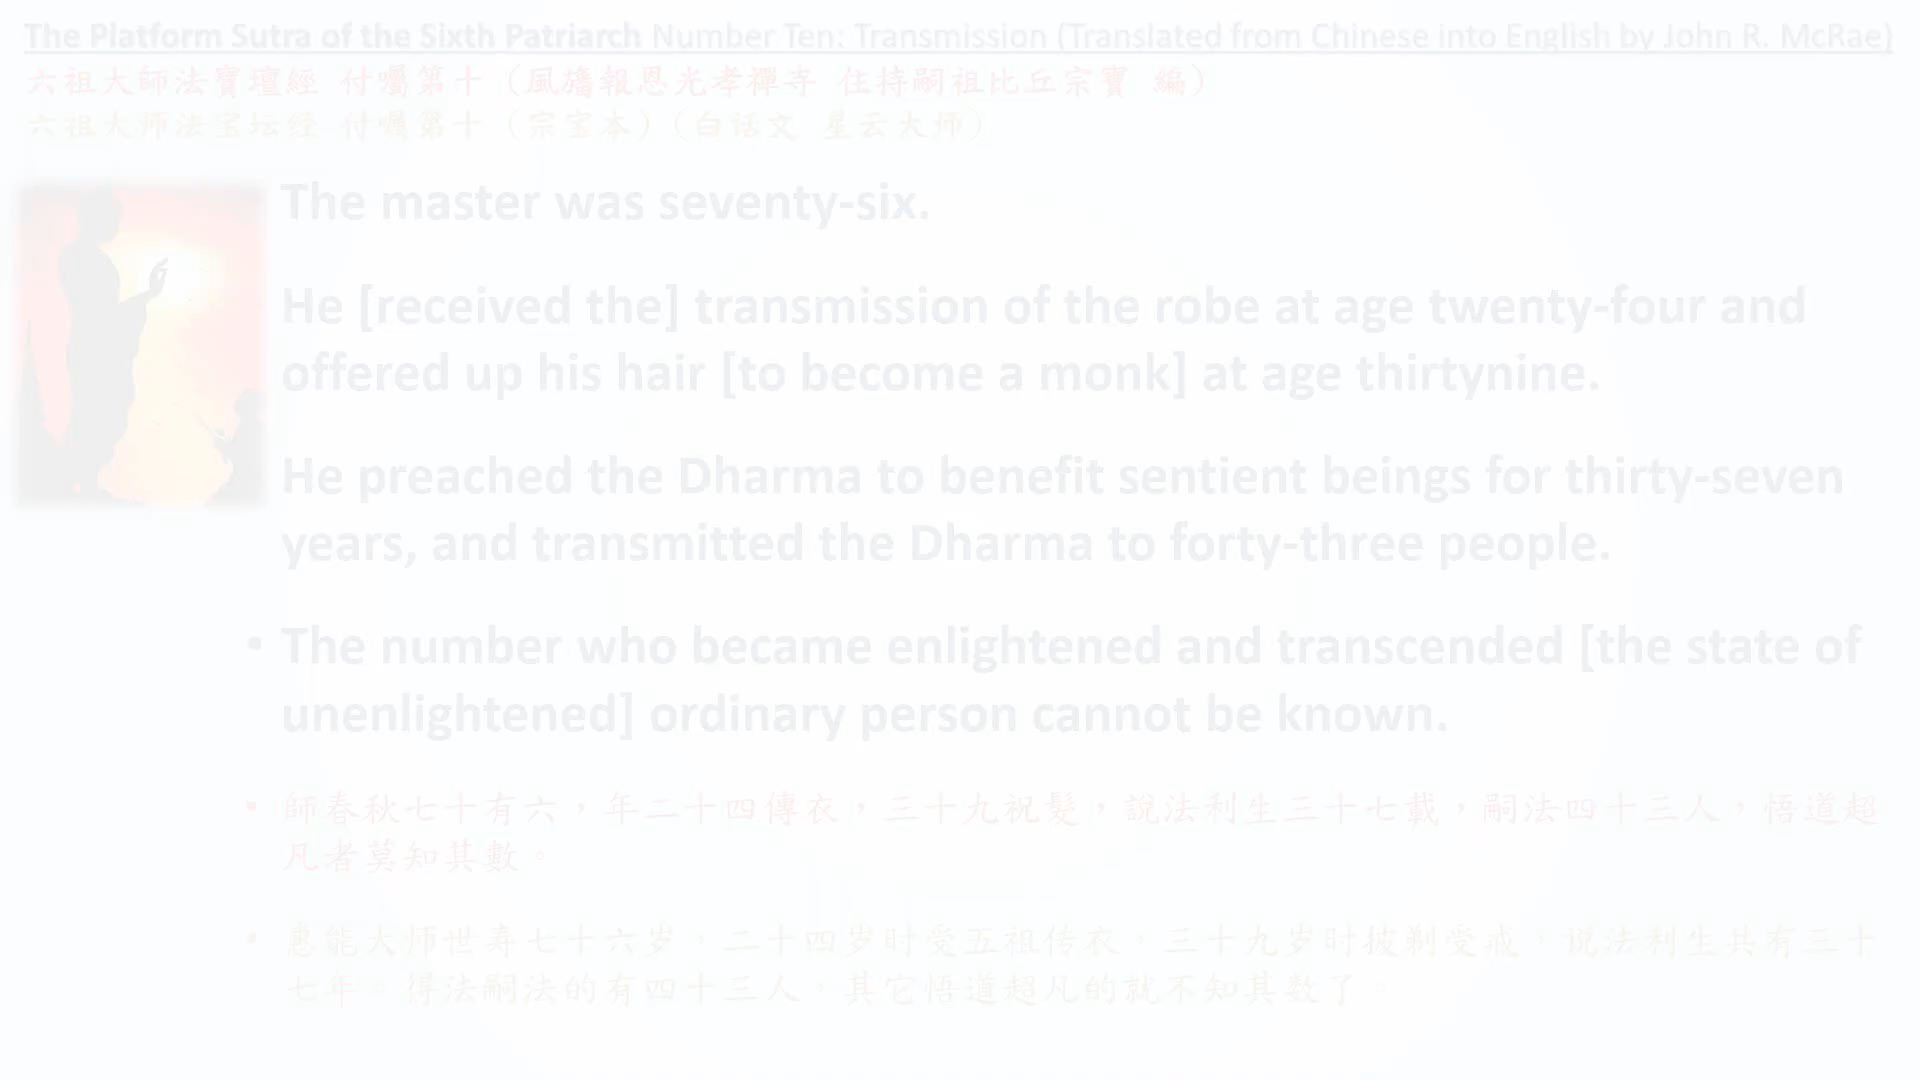 The Platform Sutra of the Sixth Patriarch Number Ten: Transmission (Translated from Chinese into English by John R. McRae)
六祖大師法寶壇經 付囑第十（風旛報恩光孝禪寺 住持嗣祖比丘宗寶 編）
六祖大师法宝坛经 付嘱第十（宗宝本）（白话文 星云大师）
The master was seventy-six.
He [received the] transmission of the robe at age twenty-four and
offered up his hair [to become a monk] at age thirtynine.
He preached the Dharma to benefit sentient beings for thirty-seven
years, and transmitted the Dharma to forty-three people.
• The number who became enlightened and transcended [the state of
unenlightened] ordinary person cannot be known.
• 師春秋七十有六，年二十四傳衣，三十九祝髮，說法利生三十七載，嗣法四十三人，悟道超
凡者莫知其數。
• 惠能大师世寿七十六岁，二十四岁时受五祖传衣，三十九岁时披剃受戒，说法利生共有三十
七年。得法嗣法的有四十三人，其它悟道超凡的就不知其数了。